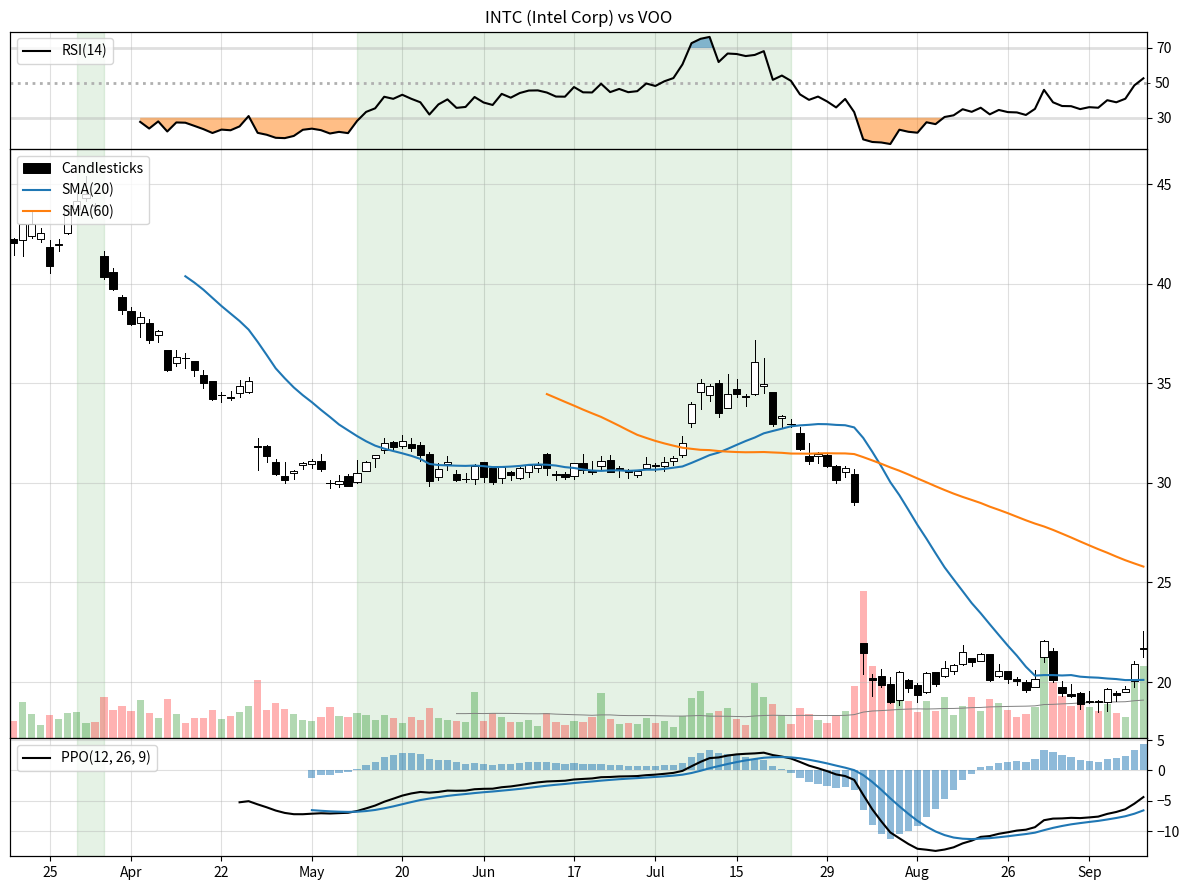 INTC (Intel Corp) vs VOO
RSI(14)
70
50
30
Candlesticks
SMA(20)
SMA(60)
45
40
35
30
25
20
PPO(12, 26, 9)
5
0
−5
−10
25 Apr 22 May 20 Jun 17 Jul 15 29 Aug 26 Sep